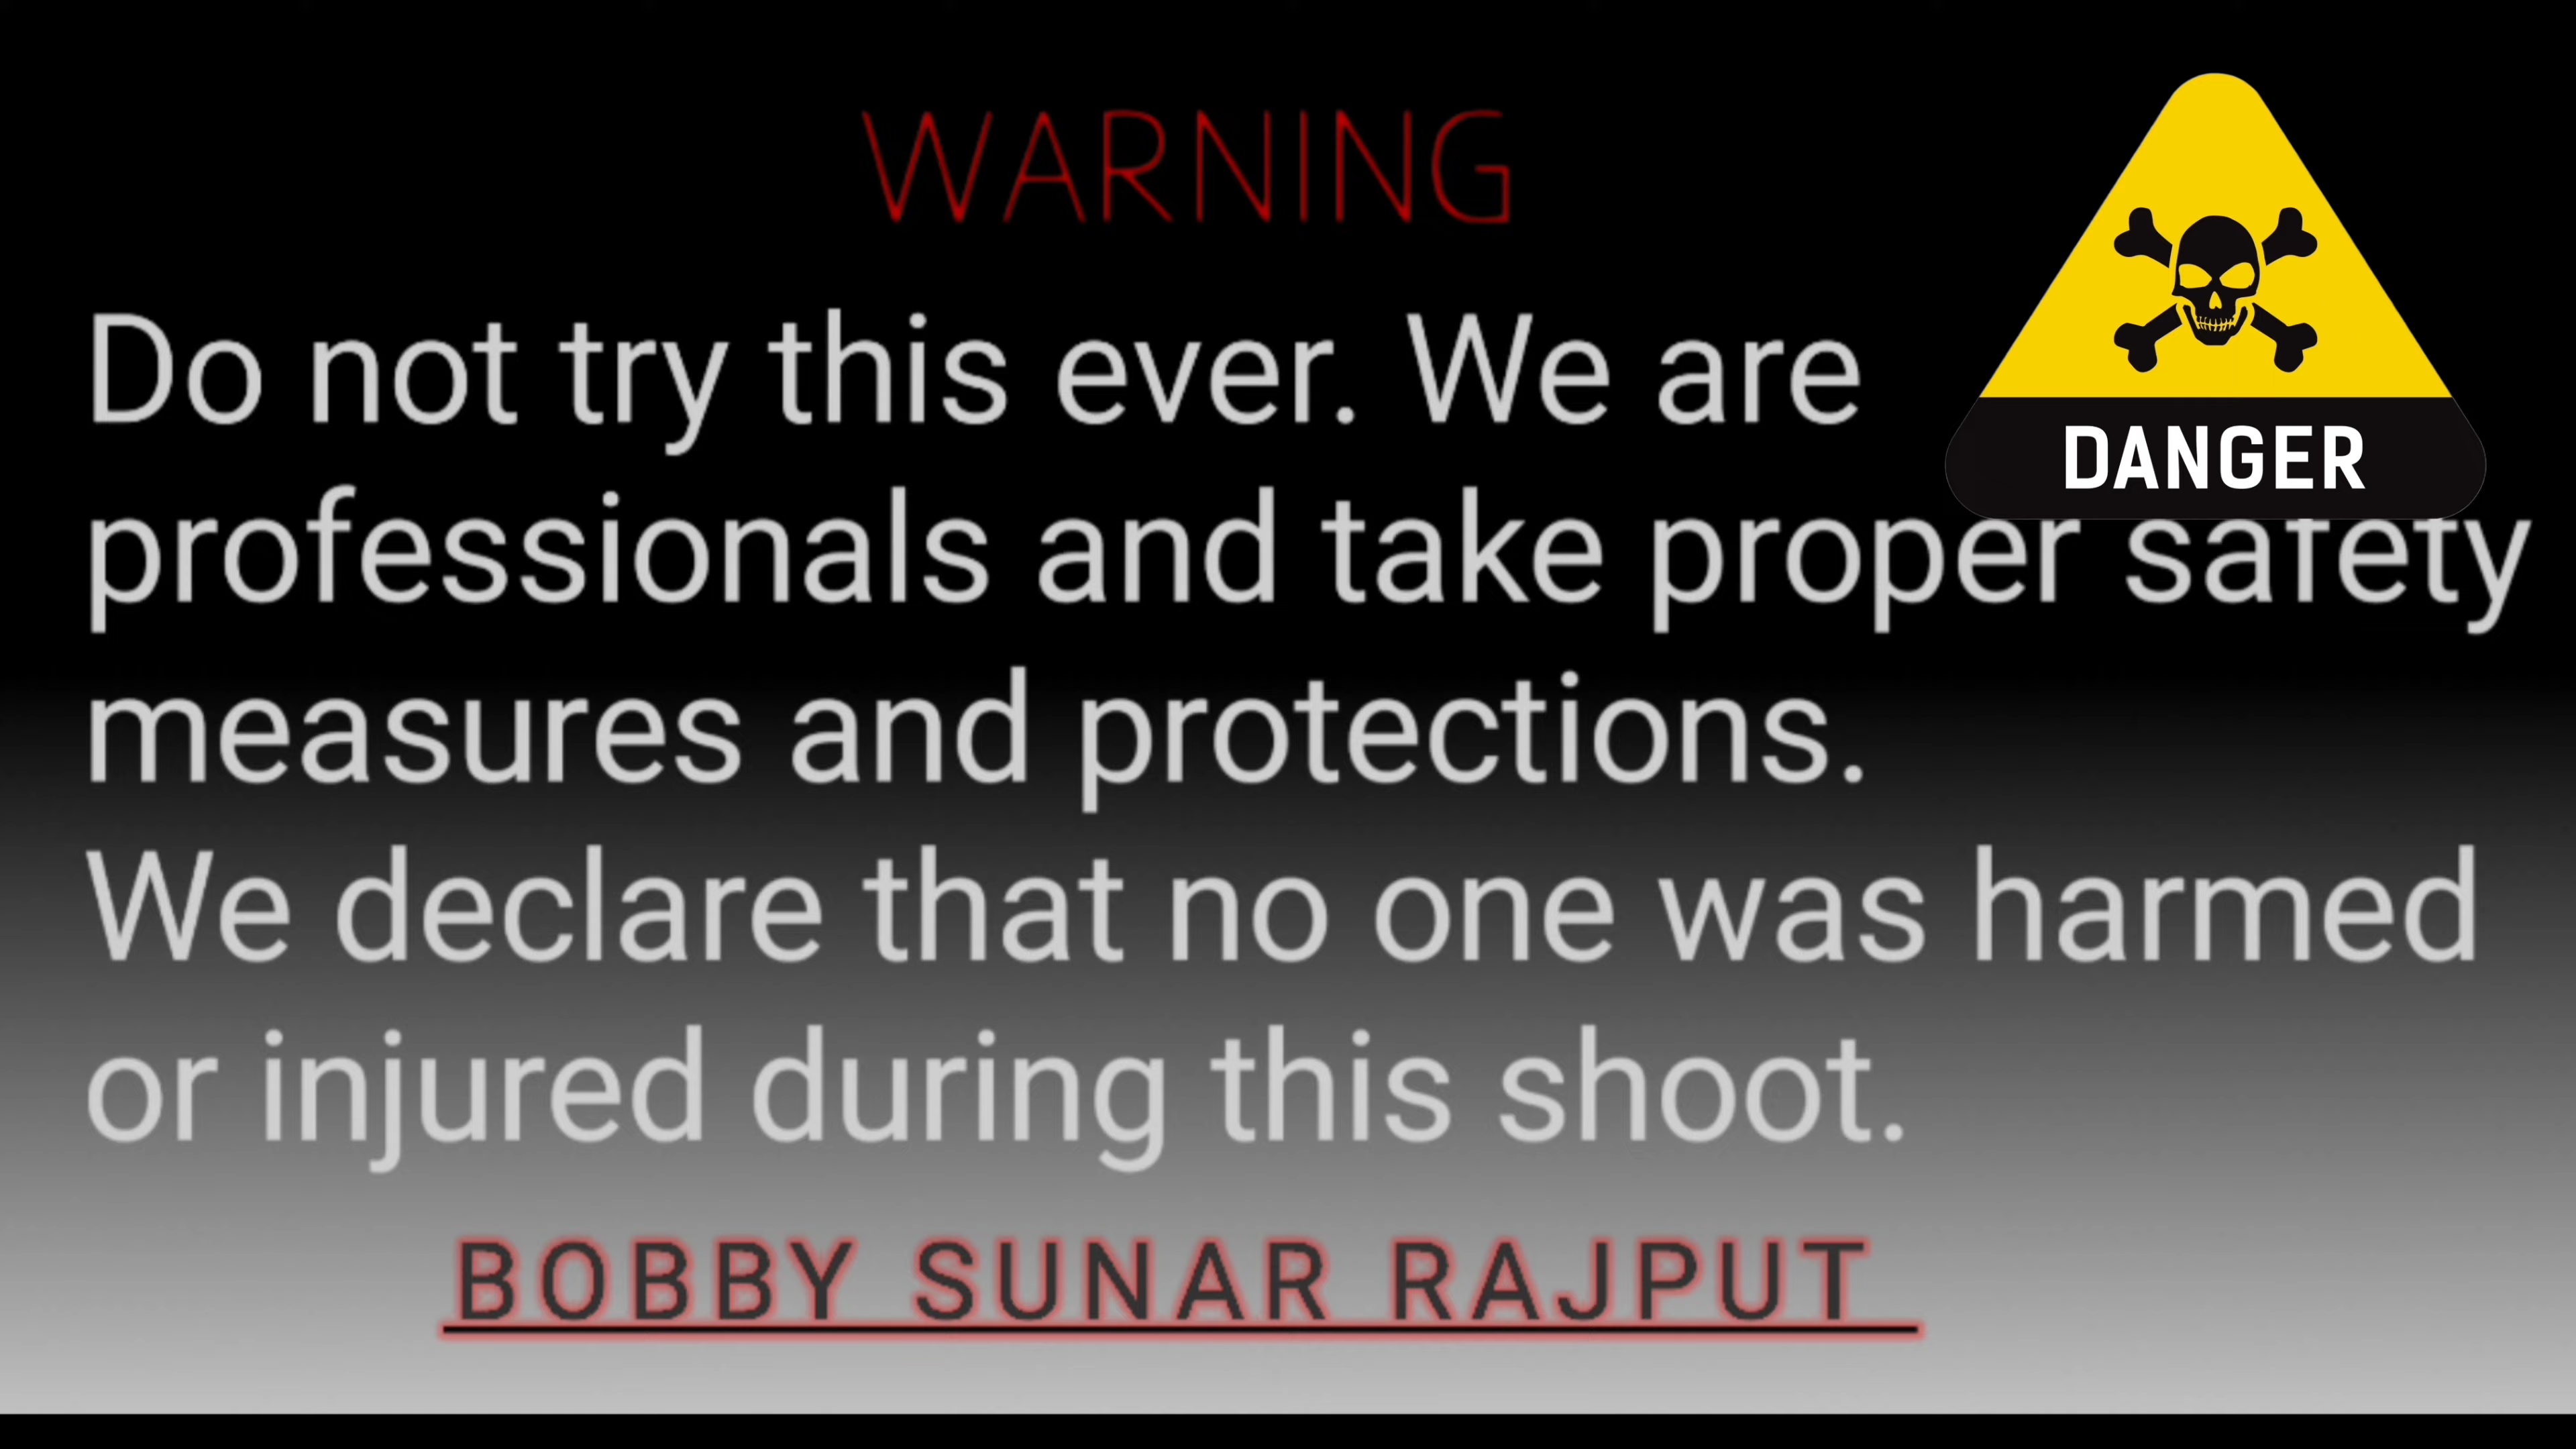 WARNING
Do not try this ever. We are
DANGER
professionals and take proper safety
measures and protections.
We declare that no one was harmed
or injured during this shoot.
BOBBY SUNAR RAJPUT